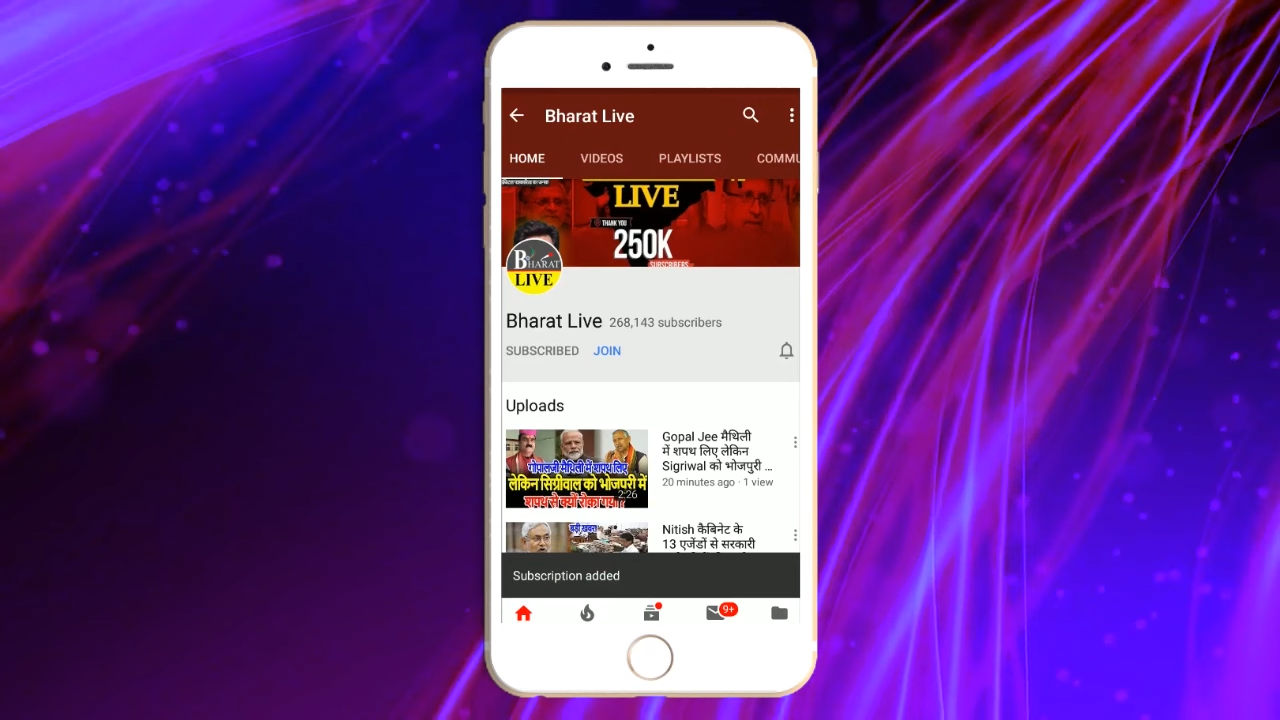 Bharat Live
HOME
VIDEOS
PLAYLISTS
COMMU
LIVE
THANK YOU
250K
SUBSCRIBERS
BHARAT
LIVE
Bharat Live 268,143 subscribers
SUBSCRIBED
JOIN
Uploads
गोपालजी मैथिली में शपथ लिए
लेकिन सिग्रीवाल को भोजपुरी में
शपथ से क्यों रोका गया?
2:26
Gopal Jee मैथिली
में शपथ लिए लेकिन
Sigriwal को भोजपुरी ...
20 minutes ago · 1 view
बड़ी खबर
Nitish कैबिनेट के
13 एजेंडों से सरकारी
Subscription added
9+